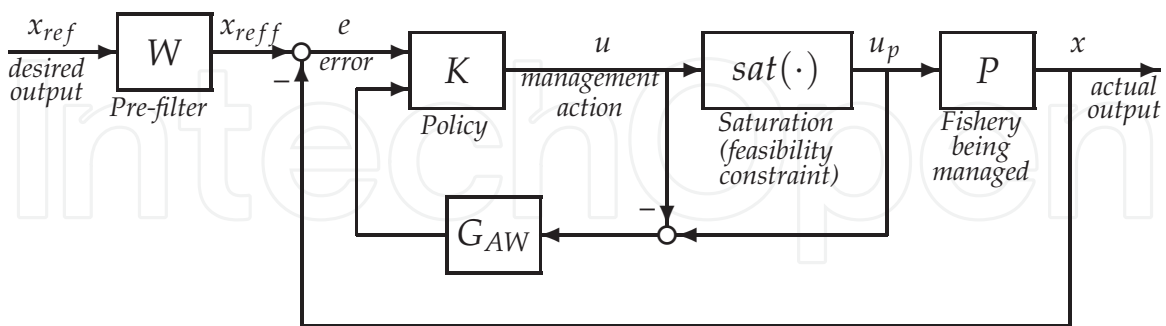 x_ref
desired
output
W
Pre-filter
x_reff
−
e
error
K
Policy
u
management
action
sat(·)
Saturation
(feasibility
constraint)
u_p
P
Fishery
being
managed
x
actual
output
−
G_AW
IntechOpen